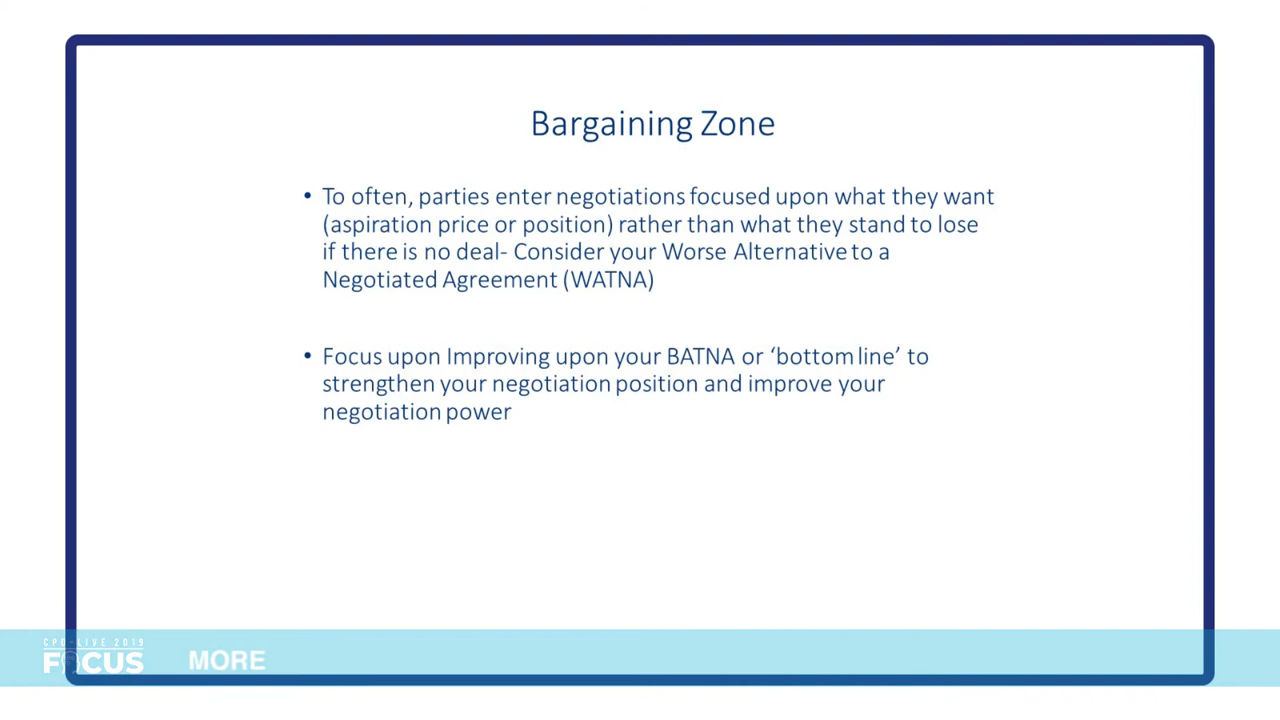 Bargaining Zone
• To often, parties enter negotiations focused upon what they want
(aspiration price or position) rather than what they stand to lose
if there is no deal- Consider your Worse Alternative to a
Negotiated Agreement (WATNA)
• Focus upon Improving upon your BATNA or ‘bottom line’ to
strengthen your negotiation position and improve your
negotiation power
CPD LIVE 2019
FOCUS
MORE